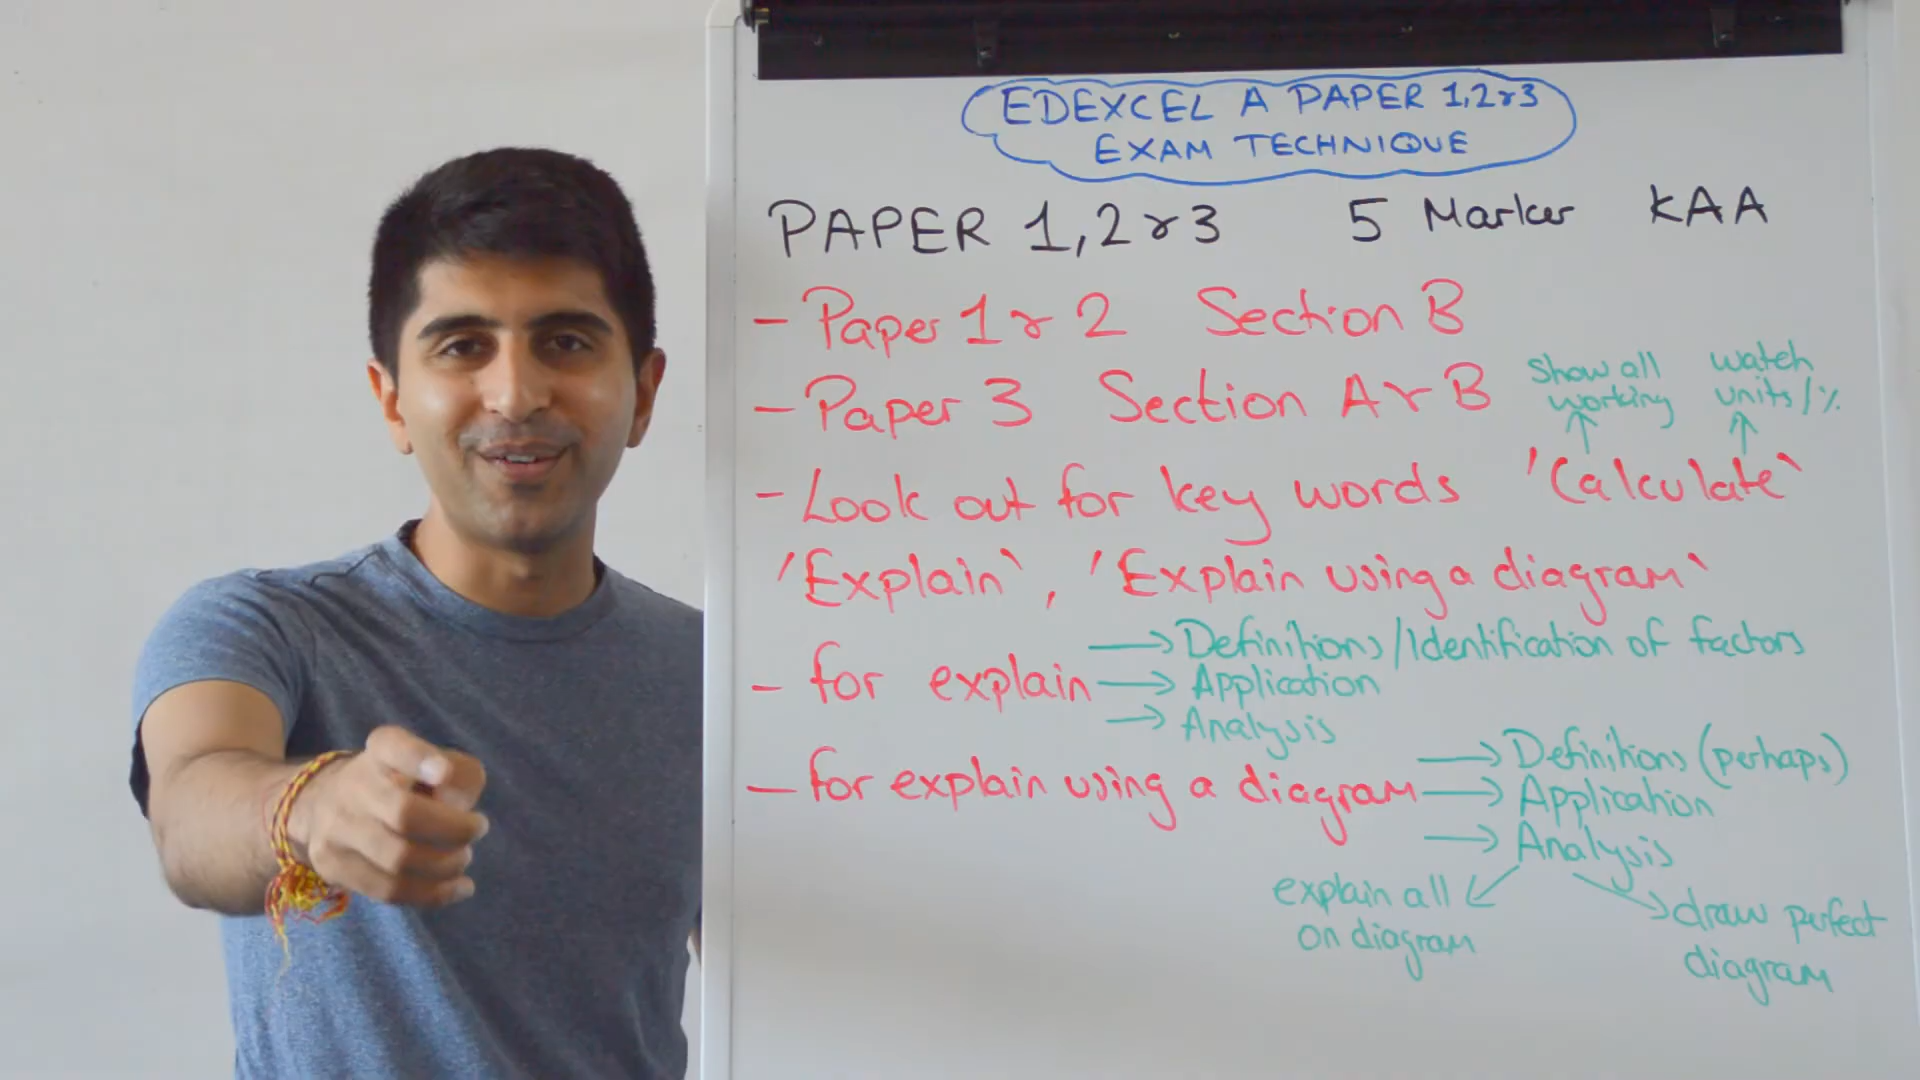 EDEXCEL A PAPER 1,2&3
EXAM TECHNIQUE
PAPER 1,2&3 5 Marker KAA
- Paper 1&2 Section B
- Paper 3 Section A&B
show all working
watch units/%
- Look out for key words 'Calculate'
'Explain', 'Explain using a diagram'
- for explain → Definitions/Identification of factors
→ Application
→ Analysis
- for explain using a diagram → Definitions (perhaps)
→ Application
→ Analysis
explain all on diagram
draw perfect diagram